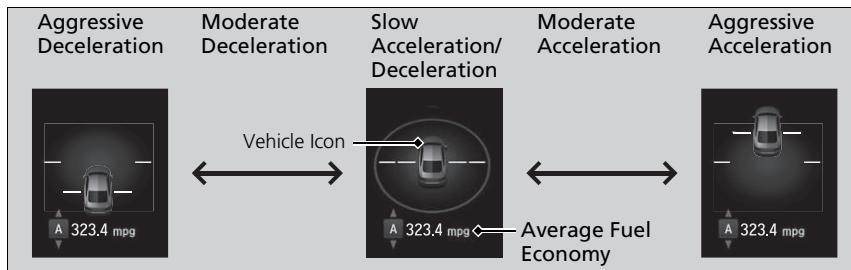 Aggressive
Deceleration
Moderate
Deceleration
Slow
Acceleration/
Deceleration
Moderate
Acceleration
Aggressive
Acceleration
Vehicle Icon
A 323.4 mpg
A 323.4 mpg
A 323.4 mpg
Average Fuel
Economy